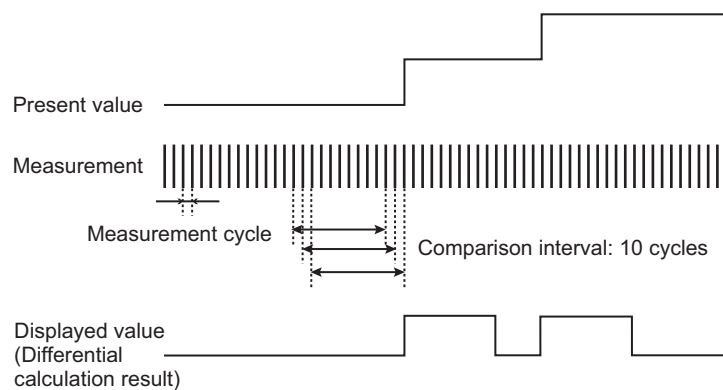 Present value
Measurement
Measurement cycle
Comparison interval: 10 cycles
Displayed value
(Differential
calculation result)